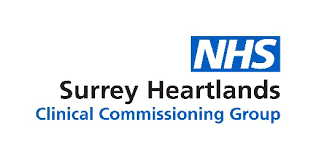 NHS
Surrey Heartlands
Clinical Commissioning Group